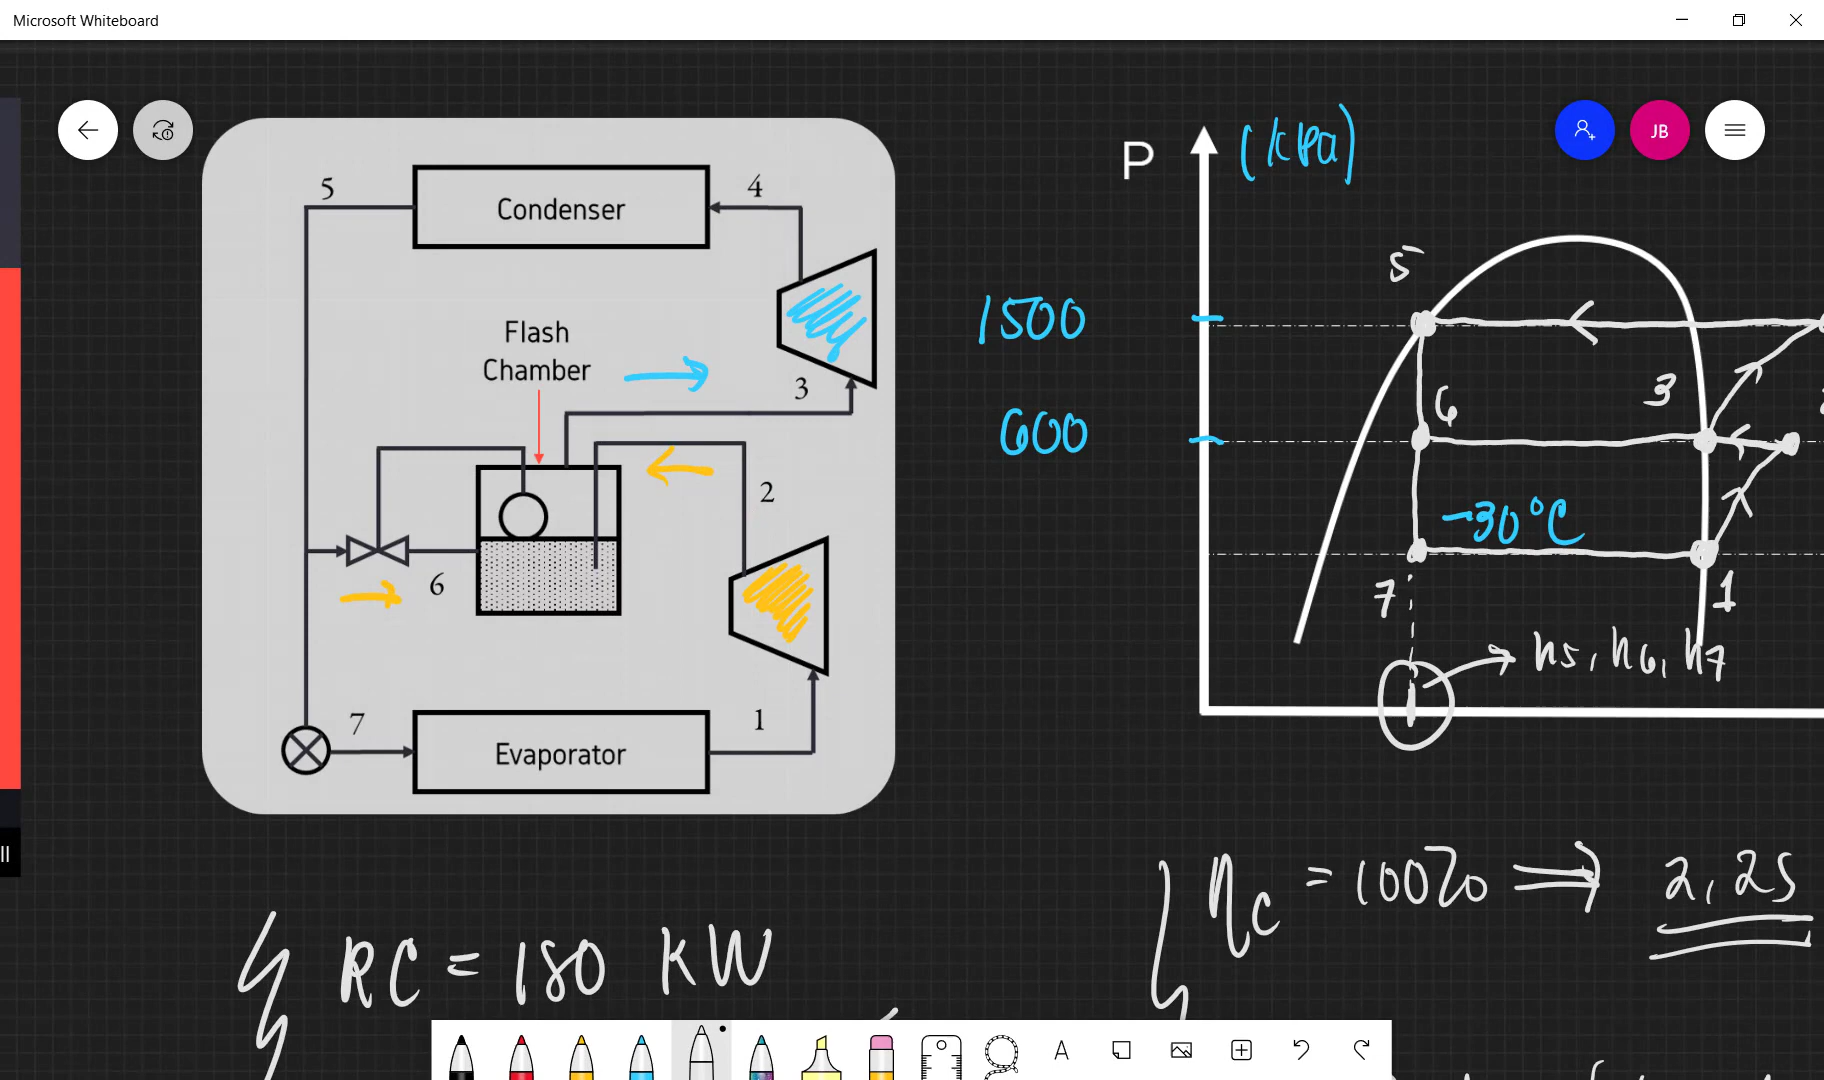 Microsoft Whiteboard
JB
5
Condenser
4
Flash
Chamber
3
2
6
7
Evaporator
1
P (kPa)
1500
600
5
6
3
-30°C
7
1
h5, h6, h7
RC = 180 kW
ηc = 100% ⇒ 2, 2s
A